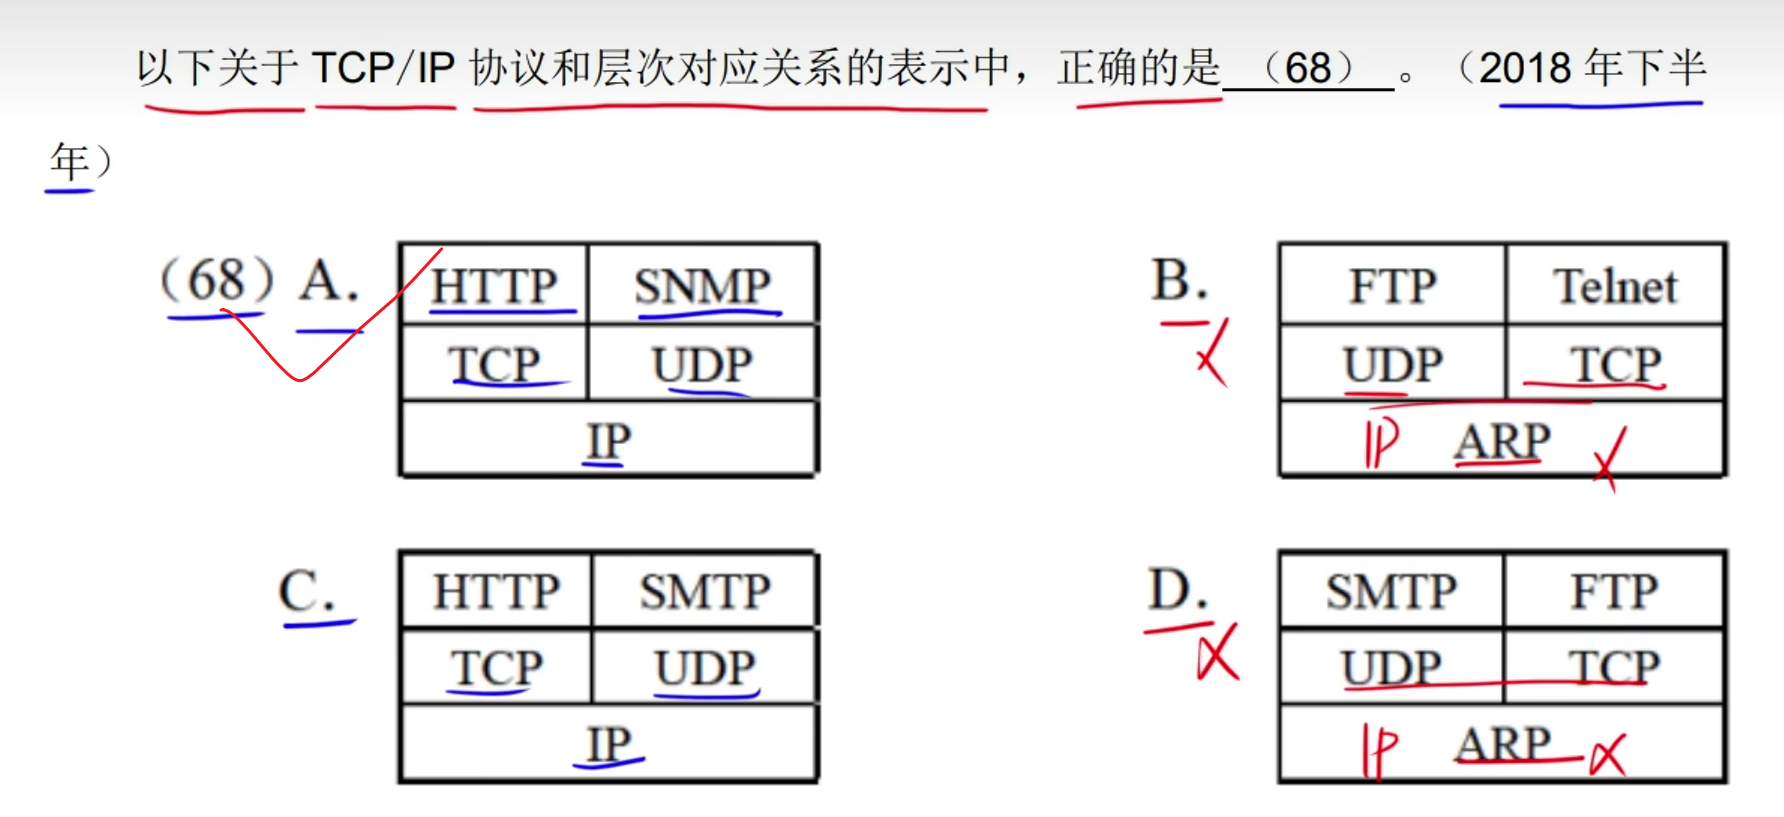 以下关于 TCP/IP 协议和层次对应关系的表示中，正确的是 （68） 。（2018 年下半
年）
（68）A. HTTP SNMP
TCP UDP
IP
B. FTP Telnet
UDP TCP
IP ARP
C. HTTP SMTP
TCP UDP
IP
D. SMTP FTP
UDP TCP
IP ARP